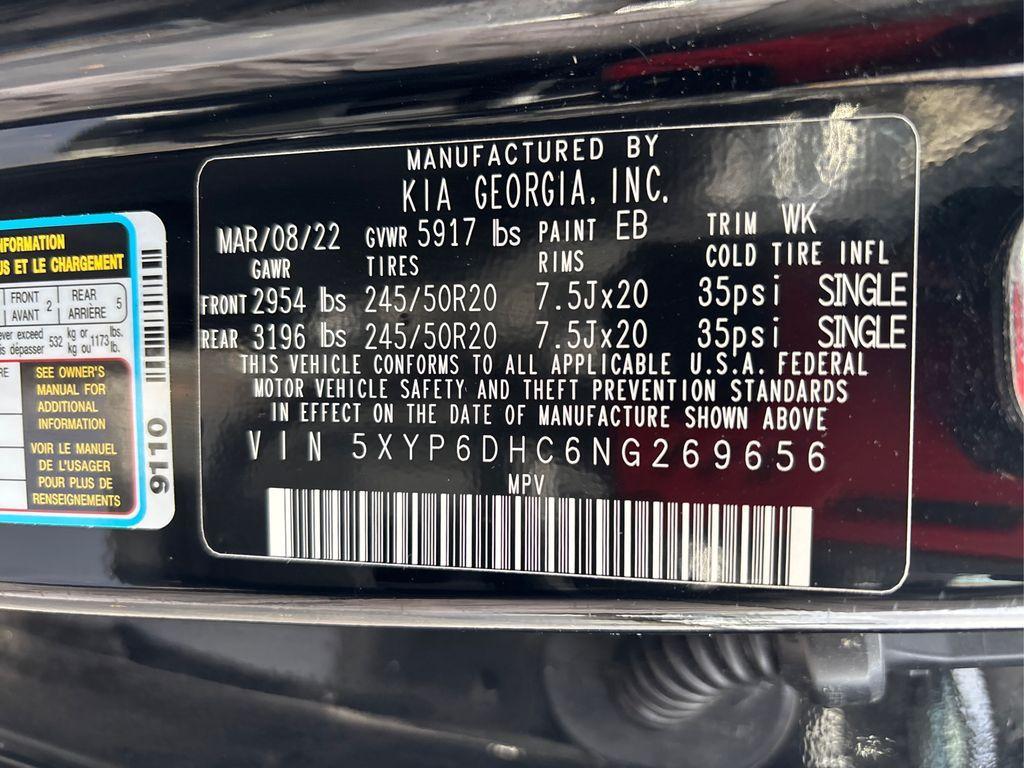 MANUFACTURED BY
KIA GEORGIA, INC.
MAR/08/22 GVWR 5917 lbs PAINT EB TRIM WK
GAWR TIRES RIMS COLD TIRE INFL
FRONT 2954 lbs 245/50R20 7.5Jx20 35psi SINGLE
REAR 3196 lbs 245/50R20 7.5Jx20 35psi SINGLE
THIS VEHICLE CONFORMS TO ALL APPLICABLE U.S.A. FEDERAL
MOTOR VEHICLE SAFETY AND THEFT PREVENTION STANDARDS
IN EFFECT ON THE DATE OF MANUFACTURE SHOWN ABOVE
VIN 5XYP6DHC6NG269656
MPV
ET LE CHARGEMENT
FRONT 2 REAR 5
AVANT ARRIÈRE
exceed 532 kg or 1173 lbs.
dépasser kg ou lb.
SEE OWNER'S
MANUAL FOR
ADDITIONAL
INFORMATION
VOIR LE MANUEL
DE L'USAGER
POUR PLUS DE
RENSEIGNEMENTS
9110